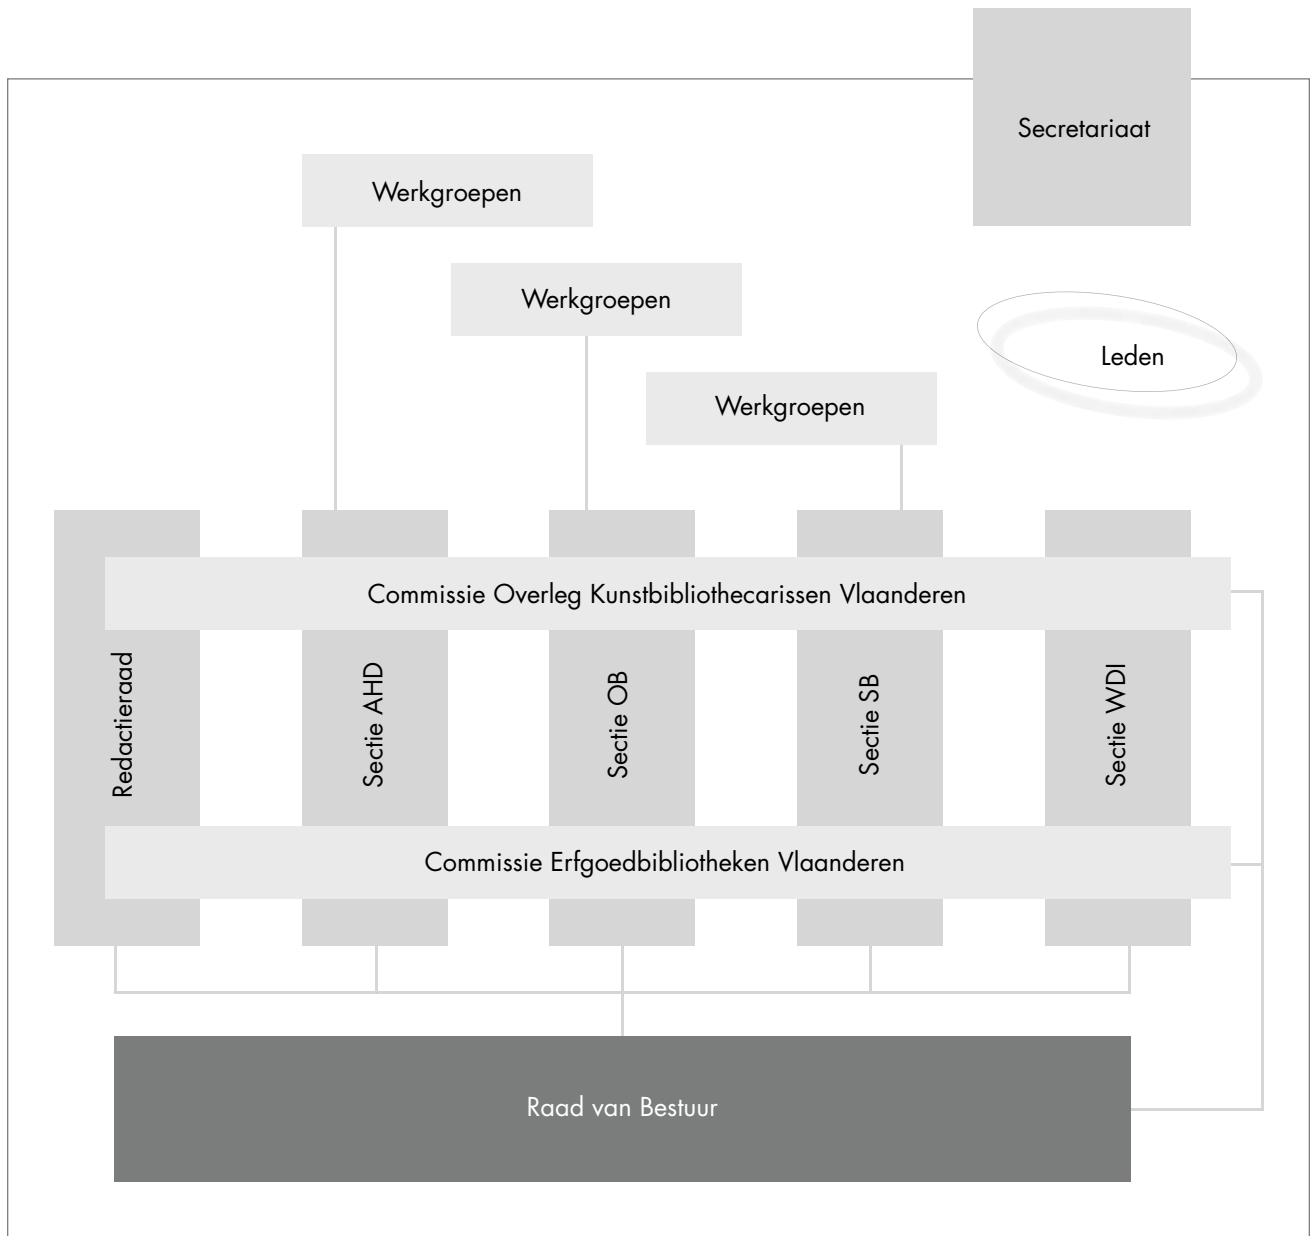 Secretariaat
Werkgroepen
Werkgroepen
Leden
Werkgroepen
Commissie Overleg Kunstbibliothecarissen Vlaanderen
Redactieraad
Sectie AHD
Sectie OB
Sectie SB
Sectie WDI
Commissie Erfgoedbibliotheken Vlaanderen
Raad van Bestuur